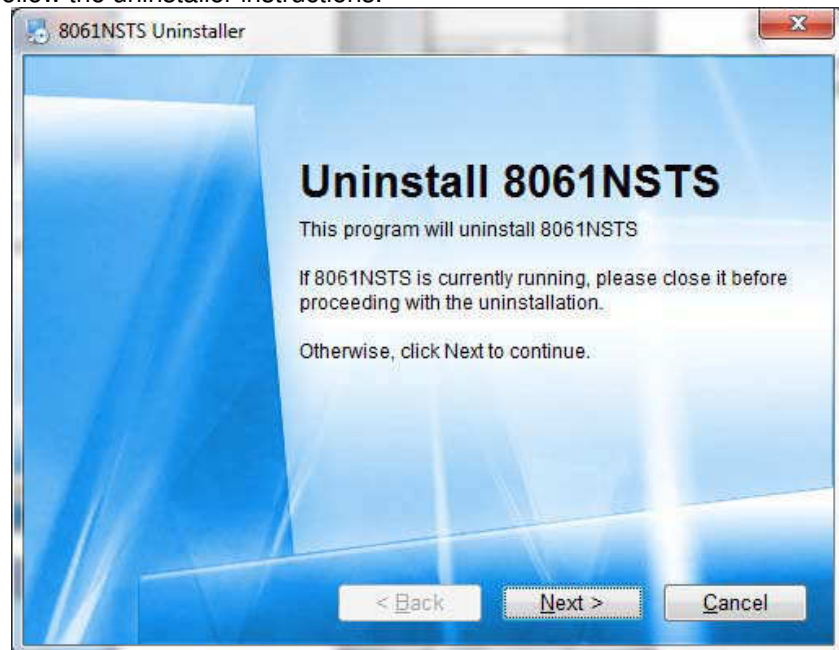 ollow the uninstaller instructions.
8061NSTS Uninstaller
Uninstall 8061NSTS
This program will uninstall 8061NSTS
If 8061NSTS is currently running, please close it before
proceeding with the uninstallation.
Otherwise, click Next to continue.
< Back Next > Cancel